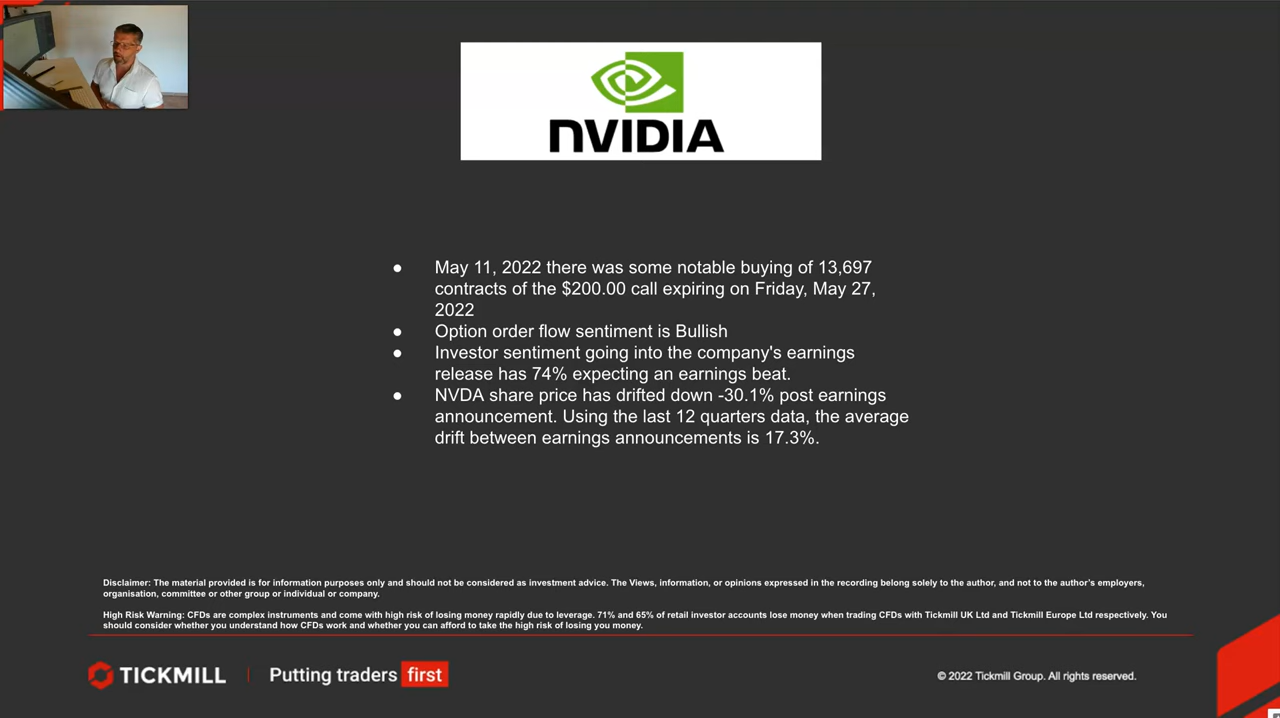 NVIDIA
● May 11, 2022 there was some notable buying of 13,697
contracts of the $200.00 call expiring on Friday, May 27,
2022
● Option order flow sentiment is Bullish
● Investor sentiment going into the company's earnings
release has 74% expecting an earnings beat.
● NVDA share price has drifted down -30.1% post earnings
announcement. Using the last 12 quarters data, the average
drift between earnings announcements is 17.3%.
Disclaimer: The material provided is for information purposes only and should not be considered as investment advice. The Views, information, or opinions expressed in the recording belong solely to the author, and not to the author's employers,
organisation, committee or other group or individual or company.
High Risk Warning: CFDs are complex instruments and come with high risk of losing money rapidly due to leverage. 71% and 65% of retail investor accounts lose money when trading CFDs with Tickmill UK Ltd and Tickmill Europe Ltd respectively. You
should consider whether you understand how CFDs work and whether you can afford to take the high risk of losing you money.
TICKMILL | Putting traders first
© 2022 Tickmill Group. All rights reserved.